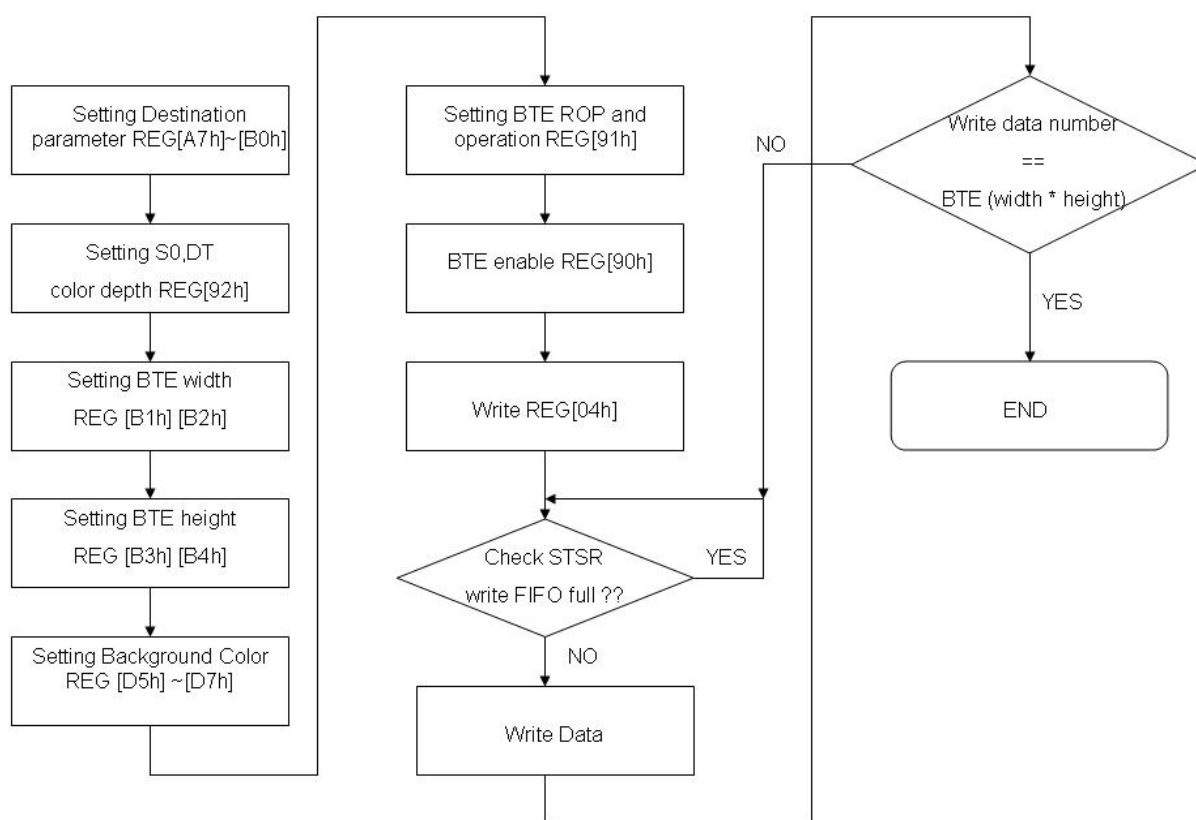 Setting Destination
parameter REG[A7h]~[B0h]
Setting S0,DT
color depth REG[92h]
Setting BTE width
REG [B1h] [B2h]
Setting BTE height
REG [B3h] [B4h]
Setting Background Color
REG [D5h] ~[D7h]
Setting BTE ROP and
operation REG[91h]
BTE enable REG[90h]
Write REG[04h]
Check STSR
write FIFO full ??
YES
NO
Write Data
Write data number
==
BTE (width * height)
NO
YES
END